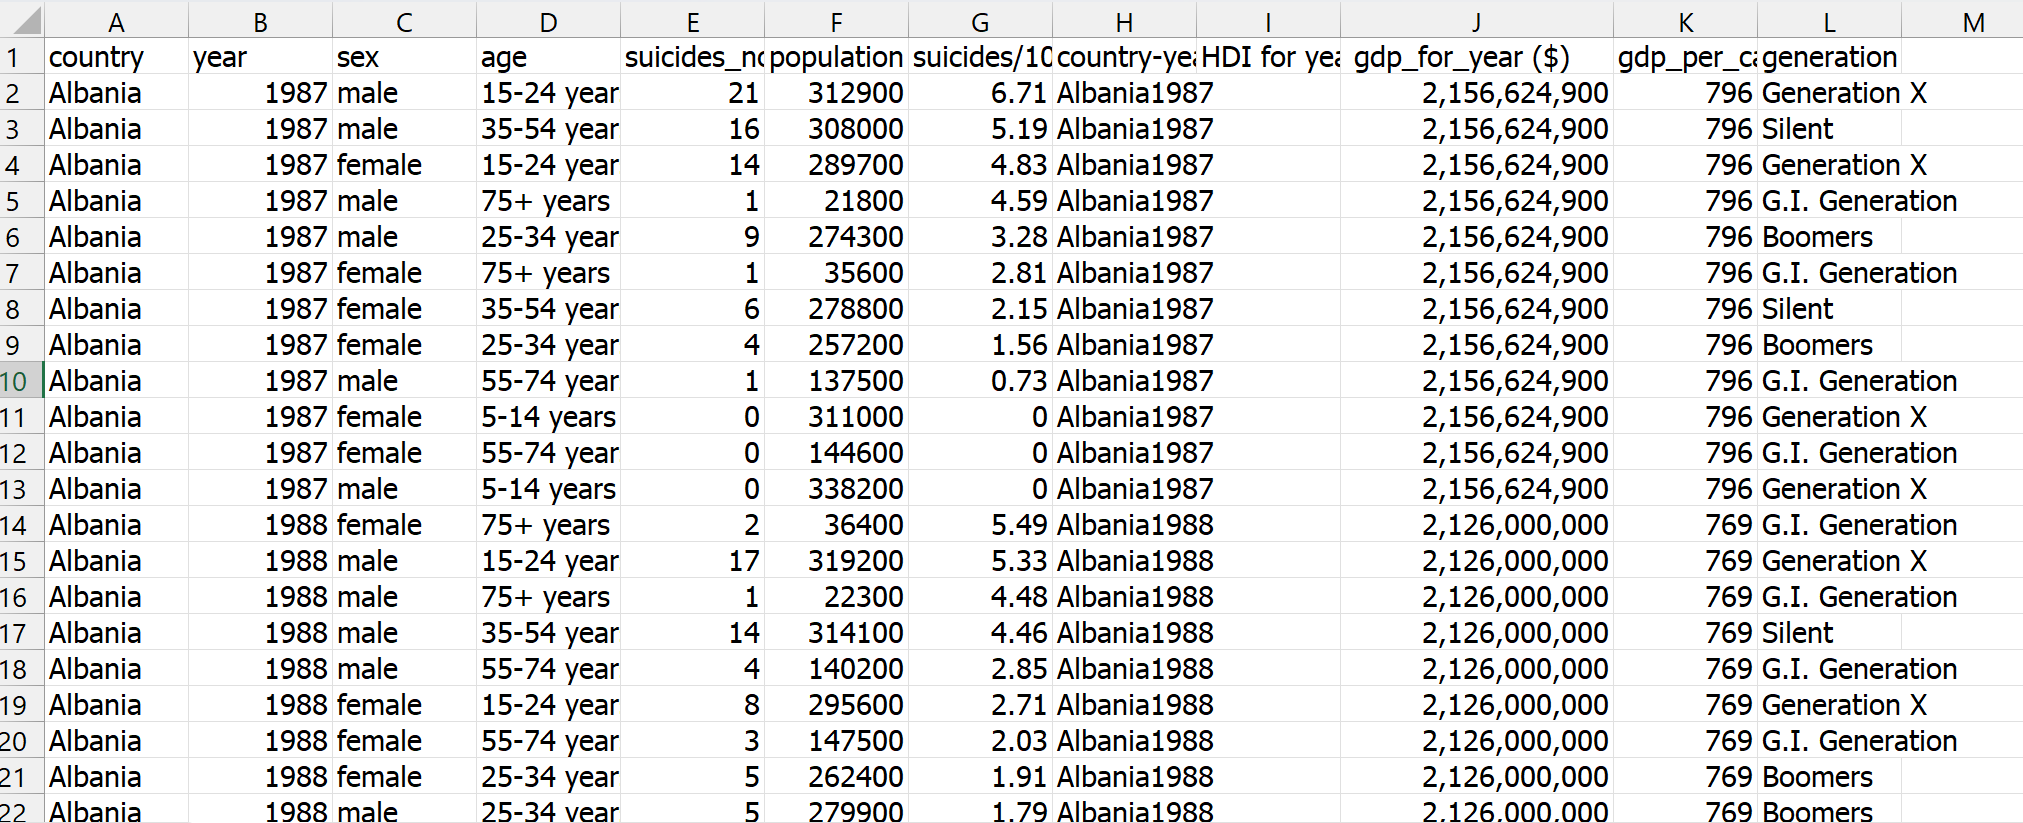 A B C D E F G H I J K L M
1 country year sex age suicides_no population suicides/10 country-yea HDI for yea gdp_for_year ($) gdp_per_ca generation
2 Albania 1987 male 15-24 year 21 312900 6.71 Albania1987 2,156,624,900 796 Generation X
3 Albania 1987 male 35-54 year 16 308000 5.19 Albania1987 2,156,624,900 796 Silent
4 Albania 1987 female 15-24 year 14 289700 4.83 Albania1987 2,156,624,900 796 Generation X
5 Albania 1987 male 75+ years 1 21800 4.59 Albania1987 2,156,624,900 796 G.I. Generation
6 Albania 1987 male 25-34 year 9 274300 3.28 Albania1987 2,156,624,900 796 Boomers
7 Albania 1987 female 75+ years 1 35600 2.81 Albania1987 2,156,624,900 796 G.I. Generation
8 Albania 1987 female 35-54 year 6 278800 2.15 Albania1987 2,156,624,900 796 Silent
9 Albania 1987 female 25-34 year 4 257200 1.56 Albania1987 2,156,624,900 796 Boomers
10 Albania 1987 male 55-74 year 1 137500 0.73 Albania1987 2,156,624,900 796 G.I. Generation
11 Albania 1987 female 5-14 years 0 311000 0 Albania1987 2,156,624,900 796 Generation X
12 Albania 1987 female 55-74 year 0 144600 0 Albania1987 2,156,624,900 796 G.I. Generation
13 Albania 1987 male 5-14 years 0 338200 0 Albania1987 2,156,624,900 796 Generation X
14 Albania 1988 female 75+ years 2 36400 5.49 Albania1988 2,126,000,000 769 G.I. Generation
15 Albania 1988 male 15-24 year 17 319200 5.33 Albania1988 2,126,000,000 769 Generation X
16 Albania 1988 male 75+ years 1 22300 4.48 Albania1988 2,126,000,000 769 G.I. Generation
17 Albania 1988 male 35-54 year 14 314100 4.46 Albania1988 2,126,000,000 769 Silent
18 Albania 1988 male 55-74 year 4 140200 2.85 Albania1988 2,126,000,000 769 G.I. Generation
19 Albania 1988 female 15-24 year 8 295600 2.71 Albania1988 2,126,000,000 769 Generation X
20 Albania 1988 female 55-74 year 3 147500 2.03 Albania1988 2,126,000,000 769 G.I. Generation
21 Albania 1988 female 25-34 year 5 262400 1.91 Albania1988 2,126,000,000 769 Boomers
22 Albania 1988 male 25-34 year 5 279900 1.79 Albania1988 2,126,000,000 769 Boomers